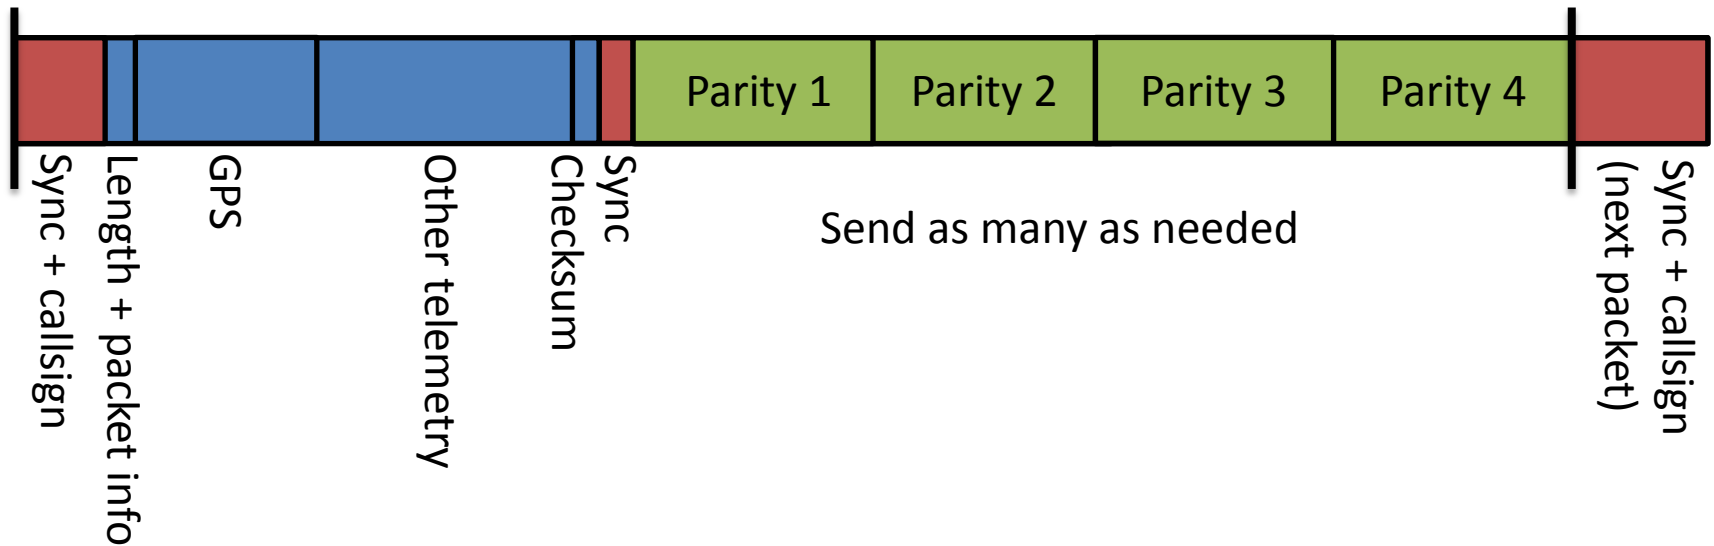 Parity 1
Parity 2
Parity 3
Parity 4
Sync + callsign
Length + packet info
GPS
Other telemetry
Checksum
Sync
Send as many as needed
Sync + callsign
(next packet)